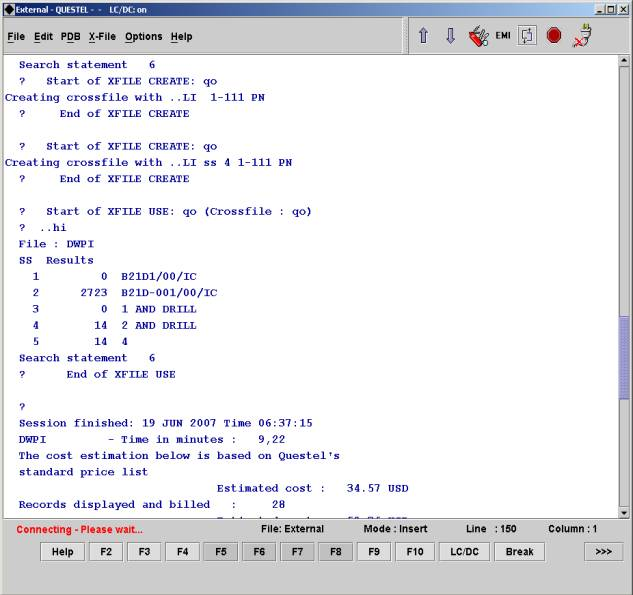 External - QUESTEL - -   LC/DC: on
File Edit PDB X-File Options Help
EMI
Search statement   6
?   Start of XFILE CREATE: qo
Creating crossfile with ..LI  1-111 PN
?     End of XFILE CREATE
?   Start of XFILE CREATE: qo
Creating crossfile with ..LI ss 4 1-111 PN
?     End of XFILE CREATE
?   Start of XFILE USE: qo (Crossfile : qo)
?  ..hi
File : DWPI
SS  Results
1         0  B21D1/00/IC
2      2723  B21D-001/00/IC
3         0  1 AND DRILL
4        14  2 AND DRILL
5        14  4
Search statement   6
?      End of XFILE USE
?
Session finished: 19 JUN 2007 Time 06:37:15
DWPI         - Time in minutes :   9,22
The cost estimation below is based on Questel's
standard price list
Estimated cost :   34.57 USD
Records displayed and billed   :     28
Connecting - Please wait... File: External Mode : Insert Line : 150 Column : 1
Help F2 F3 F4 F5 F6 F7 F8 F9 F10 LC/DC Break >>>